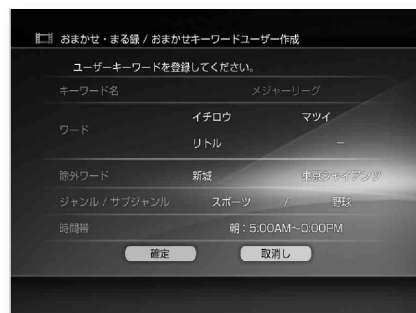 おまかせ・まる録 / おまかせキーワードユーザー作成
ユーザーキーワードを登録してください。
キーワード名 メジャーリーグ
イチロウ マツイ
ワード
リトル －
除外ワード 新城 東京ジャイアンツ
ジャンル / サブジャンル スポーツ / 野球
時間帯 朝：5:00AM〜0:00PM
確定 取消し